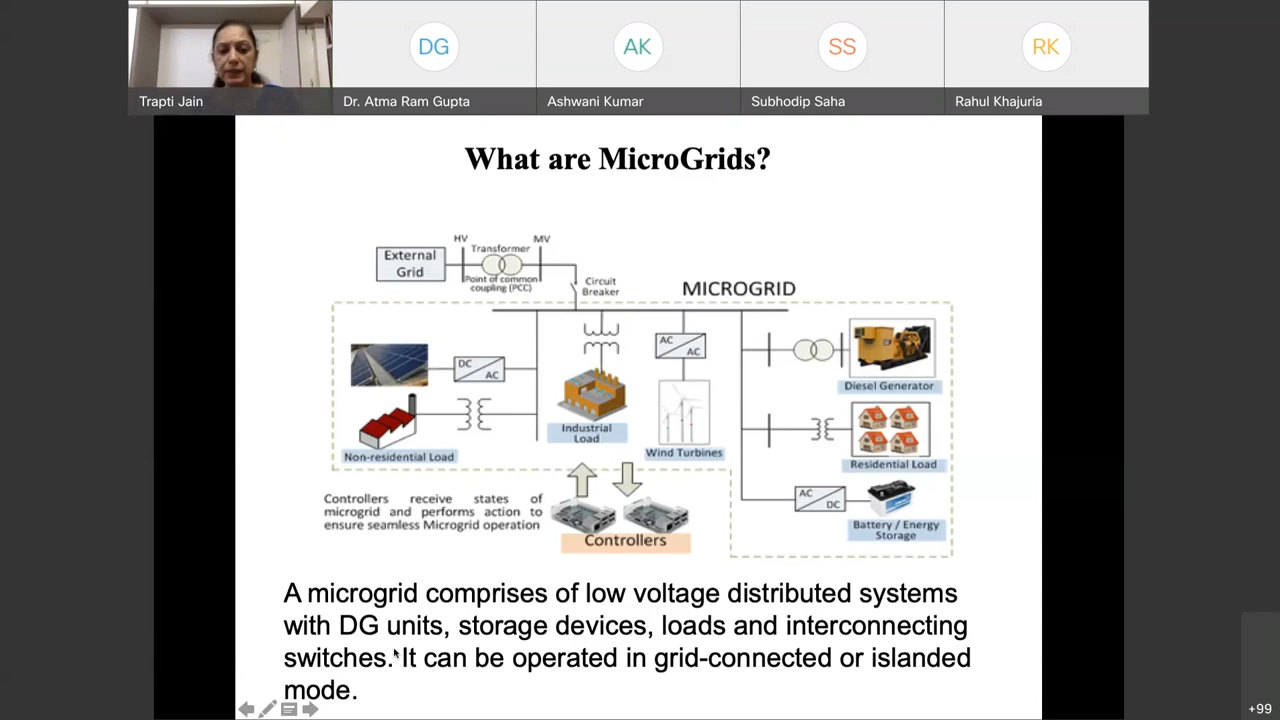 DG
AK
SS
RK
Trapti Jain
Dr. Atma Ram Gupta
Ashwani Kumar
Subhodip Saha
Rahul Khajuria
What are MicroGrids?
HV
Transformer
MV
External
Grid
Point of common
coupling (PCC)
Circuit
Breaker
MICROGRID
DC
AC
AC
AC
Diesel Generator
Non-residential Load
Industrial
Load
Wind Turbines
Residential Load
AC
DC
Battery / Energy
Storage
Controllers receive states of
microgrid and performs action to
ensure seamless Microgrid operation
Controllers
A microgrid comprises of low voltage distributed systems
with DG units, storage devices, loads and interconnecting
switches. It can be operated in grid-connected or islanded
mode.
+99